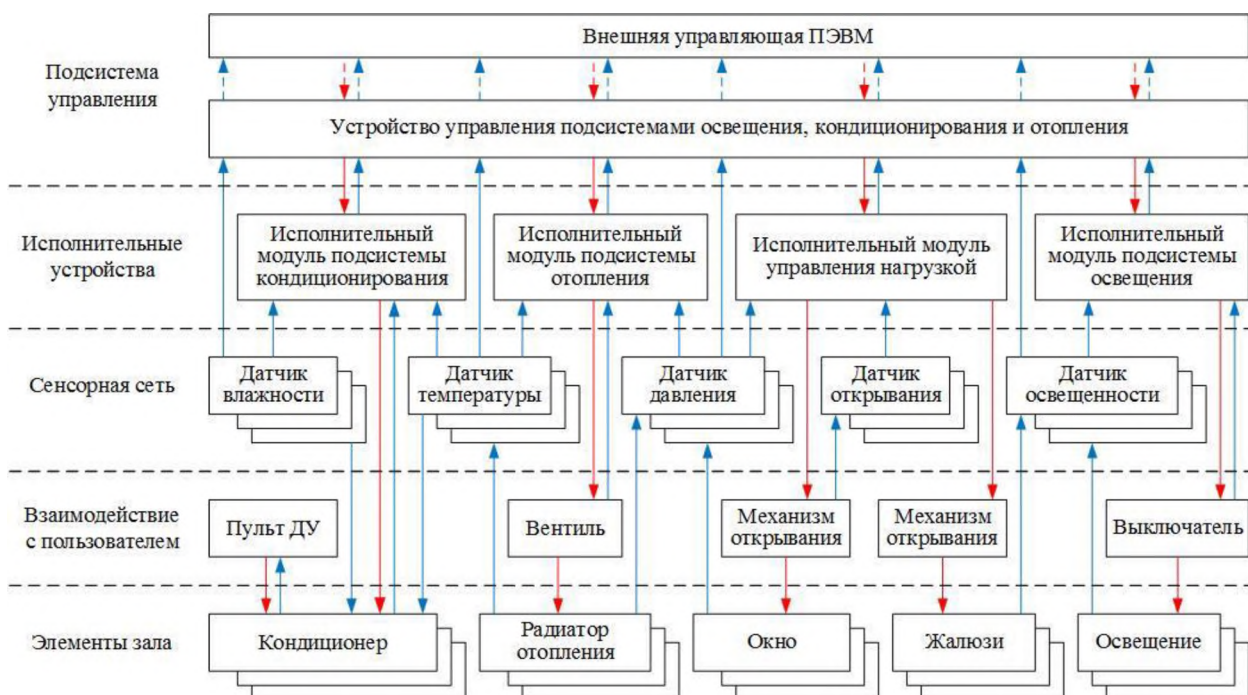 Внешняя управляющая ПЭВМ
Подсистема
управления
Устройство управления подсистемами освещения, кондиционирования и отопления
Исполнительные
устройства
Исполнительный
модуль подсистемы
кондиционирования
Исполнительный
модуль подсистемы
отопления
Исполнительный модуль
управления нагрузкой
Исполнительный
модуль подсистемы
освещения
Сенсорная сеть
Датчик
влажности
Датчик
температуры
Датчик
давления
Датчик
открывания
Датчик
освещенности
Взаимодействие
с пользователем
Пульт ДУ
Вентиль
Механизм
открывания
Механизм
открывания
Выключатель
Элементы зала
Кондиционер
Радиатор
отопления
Окно
Жалюзи
Освещение